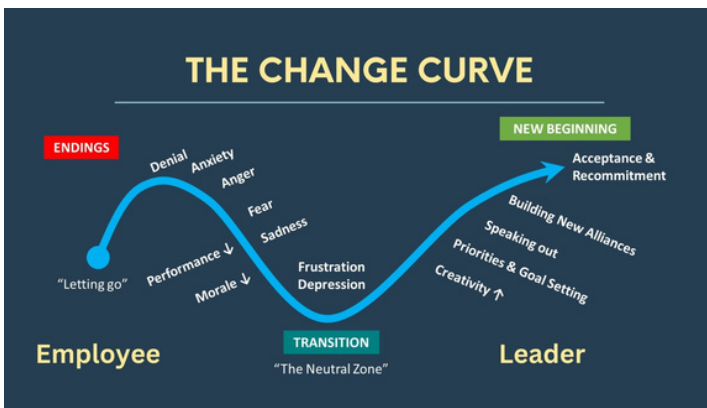 THE CHANGE CURVE
ENDINGS
NEW BEGINNING
Denial
Anxiety
Anger
Fear
Sadness
Acceptance &
Recommitment
Building New Alliances
Speaking out
Priorities & Goal Setting
Creativity ↑
"Letting go"
Performance ↓
Morale ↓
Frustration
Depression
TRANSITION
"The Neutral Zone"
Employee
Leader